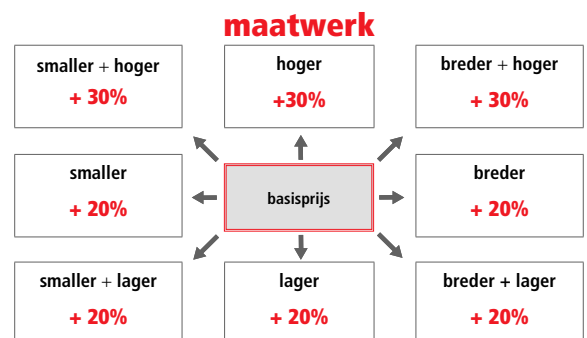 maatwerk
smaller + hoger
+ 30%
hoger
+30%
breder + hoger
+ 30%
smaller
+ 20%
basisprijs
breder
+ 20%
smaller + lager
+ 20%
lager
+ 20%
breder + lager
+ 20%